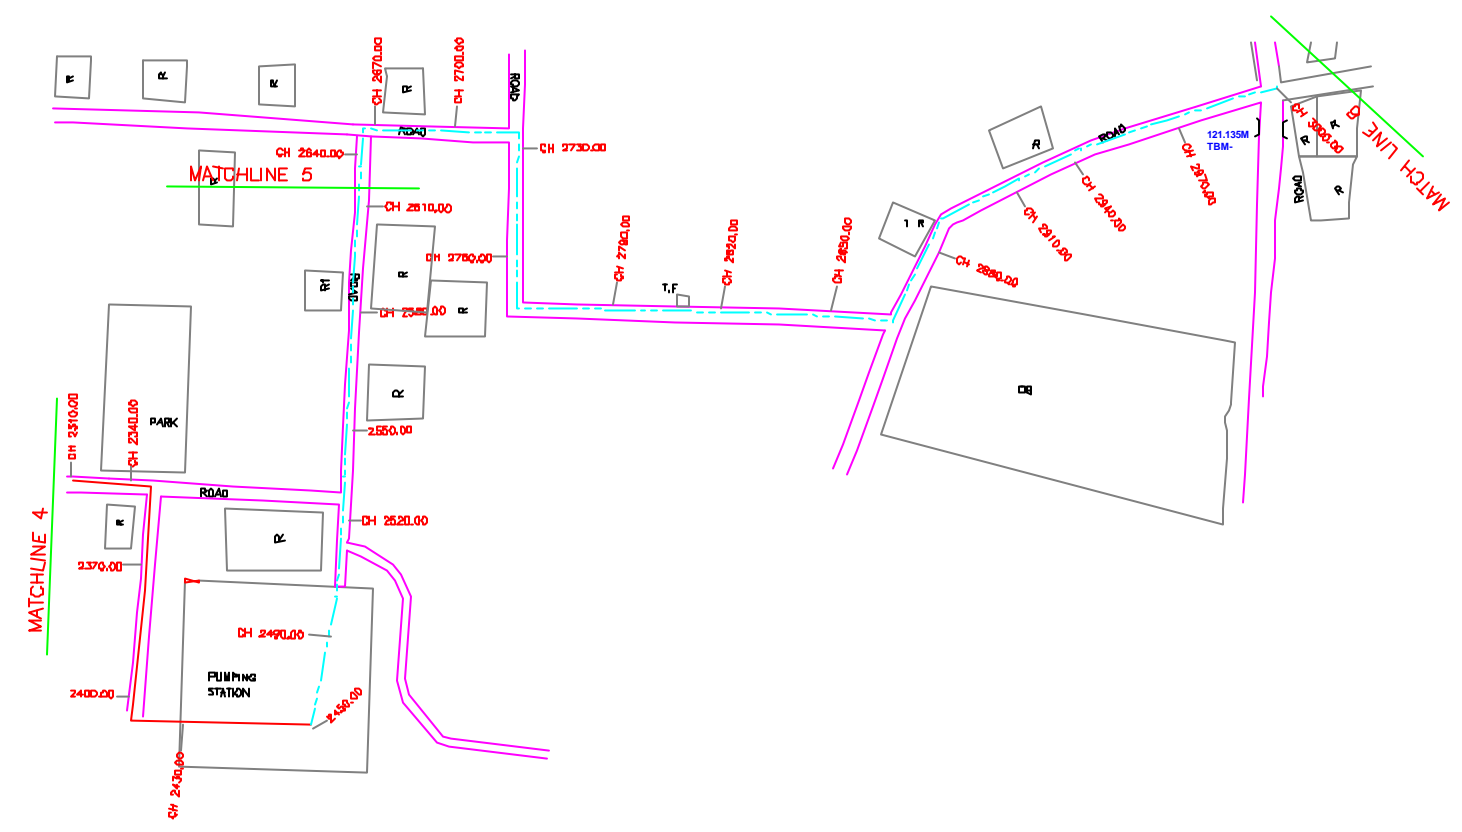 CH 2670.00
CH 2700.00
ROAD
R
R
R
R
ROAD
CH 2640.00
CH 2730.00
MATCHLINE 5
R
CH 2610.00
R
ROAD
121.135M
TBM-
CH 3000.00
MATCH LINE 6
R
R
R
ROAD
CH 2970.00
CH 2940.00
CH 2910.00
T R
CH 2880.00
CH 2760.00
CH 2790.00
CH 2820.00
T.F
R
R1
ROAD
R
R
CB
CH 2310.00
CH 2340.00
PARK
2550.00
ROAD
MATCHLINE 4
R
R
CH 2520.00
2370.00
CH 2490.00
PUMPING
STATION
2400.00
2450.00
CH 2430.00